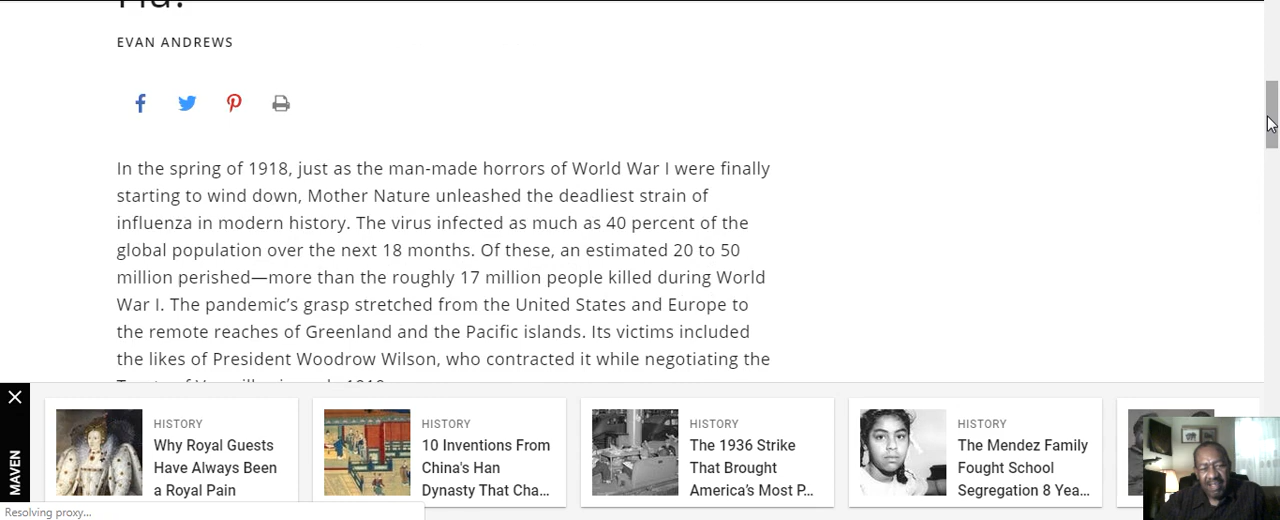 EVAN ANDREWS
In the spring of 1918, just as the man-made horrors of World War I were finally
starting to wind down, Mother Nature unleashed the deadliest strain of
influenza in modern history. The virus infected as much as 40 percent of the
global population over the next 18 months. Of these, an estimated 20 to 50
million perished—more than the roughly 17 million people killed during World
War I. The pandemic’s grasp stretched from the United States and Europe to
the remote reaches of Greenland and the Pacific islands. Its victims included
the likes of President Woodrow Wilson, who contracted it while negotiating the
MAVEN
HISTORY
Why Royal Guests
Have Always Been
a Royal Pain
HISTORY
10 Inventions From
China's Han
Dynasty That Cha...
HISTORY
The 1936 Strike
That Brought
America’s Most P...
HISTORY
The Mendez Family
Fought School
Segregation 8 Yea...
Resolving proxy...